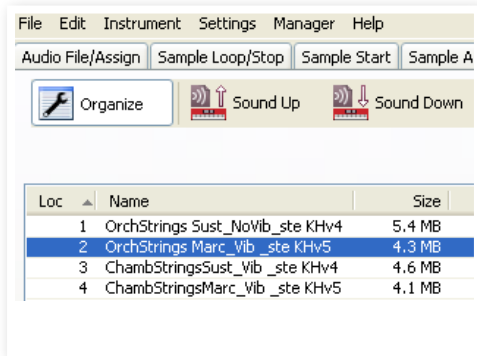 File Edit Instrument Settings Manager Help
Audio File/Assign Sample Loop/Stop Sample Start Sample A
Organize Sound Up Sound Down
Loc Name Size
1 OrchStrings Sust_NoVib_ste KHv4 5.4 MB
2 OrchStrings Marc_Vib _ste KHv5 4.3 MB
3 ChambStringsSust_Vib _ste KHv4 4.6 MB
4 ChambStringsMarc_Vib _ste KHv5 4.1 MB